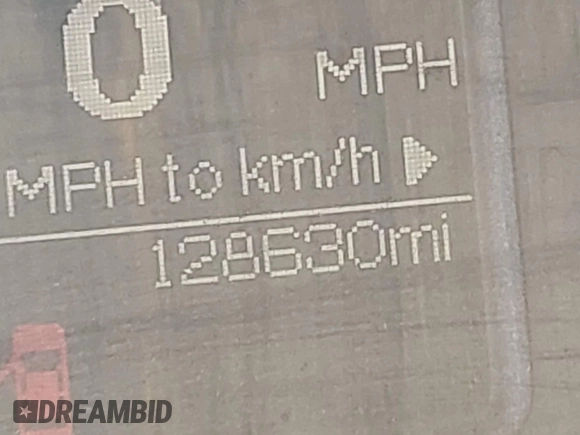 0 MPH
MPH to km/h
128630mi
DREAMBID